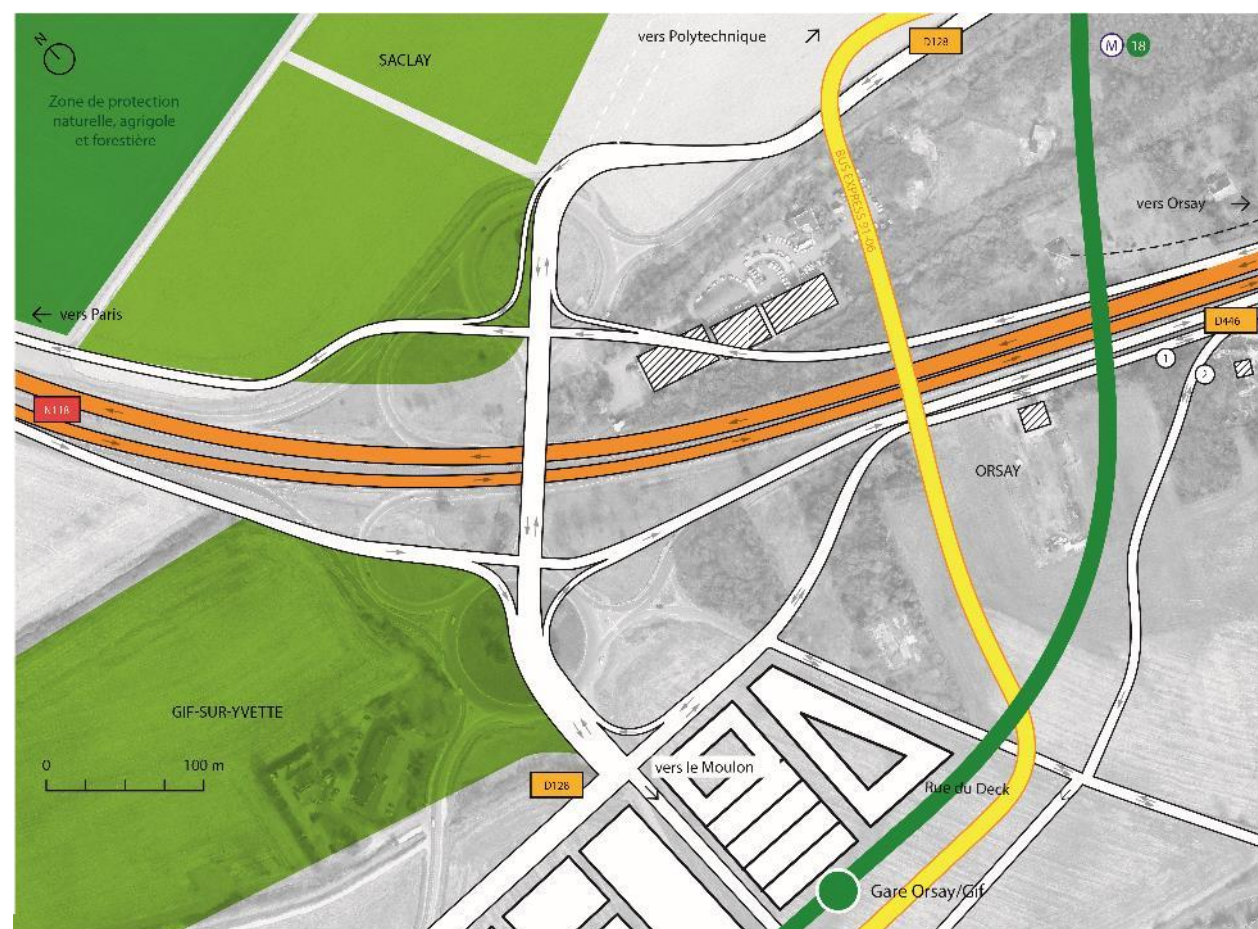 N
SACLAY
vers Polytechnique
D128
M 18
Zone de protection
naturelle, agrigole
et forestière
BUS EXPRESS 91-06
vers Orsay
vers Paris
D446
N118
1
2
ORSAY
GIF-SUR-YVETTE
0 100 m
D128
vers le Moulon
Rue du Deck
Gare Orsay/Gif